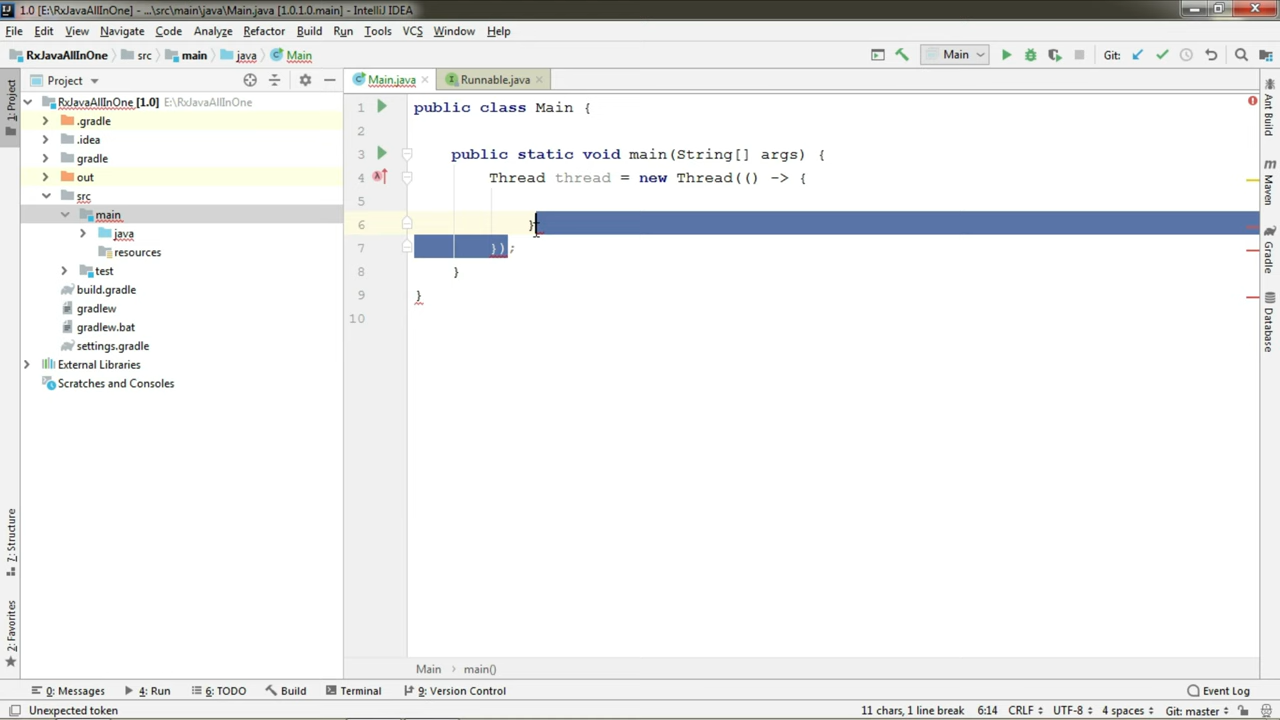 1.0 [E:\RxJavaAllInOne] - ...\src\main\java\Main.java [1.0.1.0.main] - IntelliJ IDEA
File Edit View Navigate Code Analyze Refactor Build Run Tools VCS Window Help
RxJavaAllInOne src main java Main Main Git:
Project Main.java Runnable.java
1: Project
RxJavaAllInOne [1.0] E:\RxJavaAllInOne
.gradle
.idea
gradle
out
src
main
java
resources
test
build.gradle
gradlew
gradlew.bat
settings.gradle
External Libraries
Scratches and Consoles
7: Structure
2: Favorites
1 public class Main {
2
3 public static void main(String[] args) {
4 Thread thread = new Thread(() -> {
5
6 }
7 });
8 }
9 }
10
Ant Build
Maven
Gradle
Database
Main main()
0: Messages 4: Run 6: TODO Build Terminal 9: Version Control Event Log
Unexpected token 11 chars, 1 line break 6:14 CRLF UTF-8 4 spaces Git: master